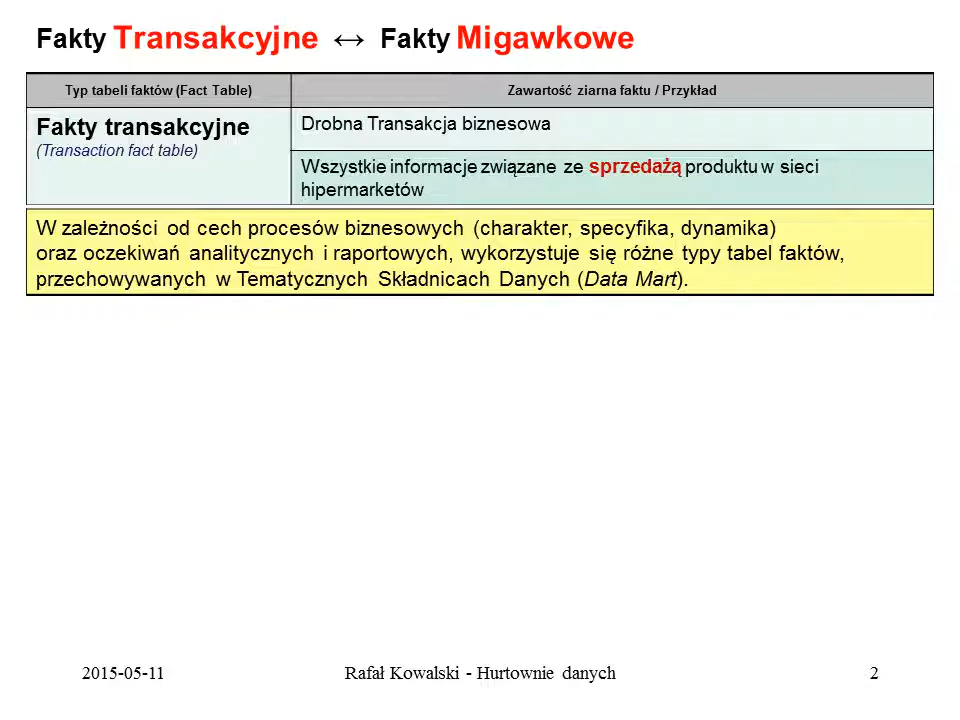 Fakty Transakcyjne ↔ Fakty Migawkowe
Typ tabeli faktów (Fact Table)
Zawartość ziarna faktu / Przykład
Fakty transakcyjne
(Transaction fact table)
Drobna Transakcja biznesowa
Wszystkie informacje związane ze sprzedażą produktu w sieci
hipermarketów
W zależności od cech procesów biznesowych (charakter, specyfika, dynamika)
oraz oczekiwań analitycznych i raportowych, wykorzystuje się różne typy tabel faktów,
przechowywanych w Tematycznych Składnicach Danych (Data Mart).
2015-05-11
Rafał Kowalski - Hurtownie danych
2